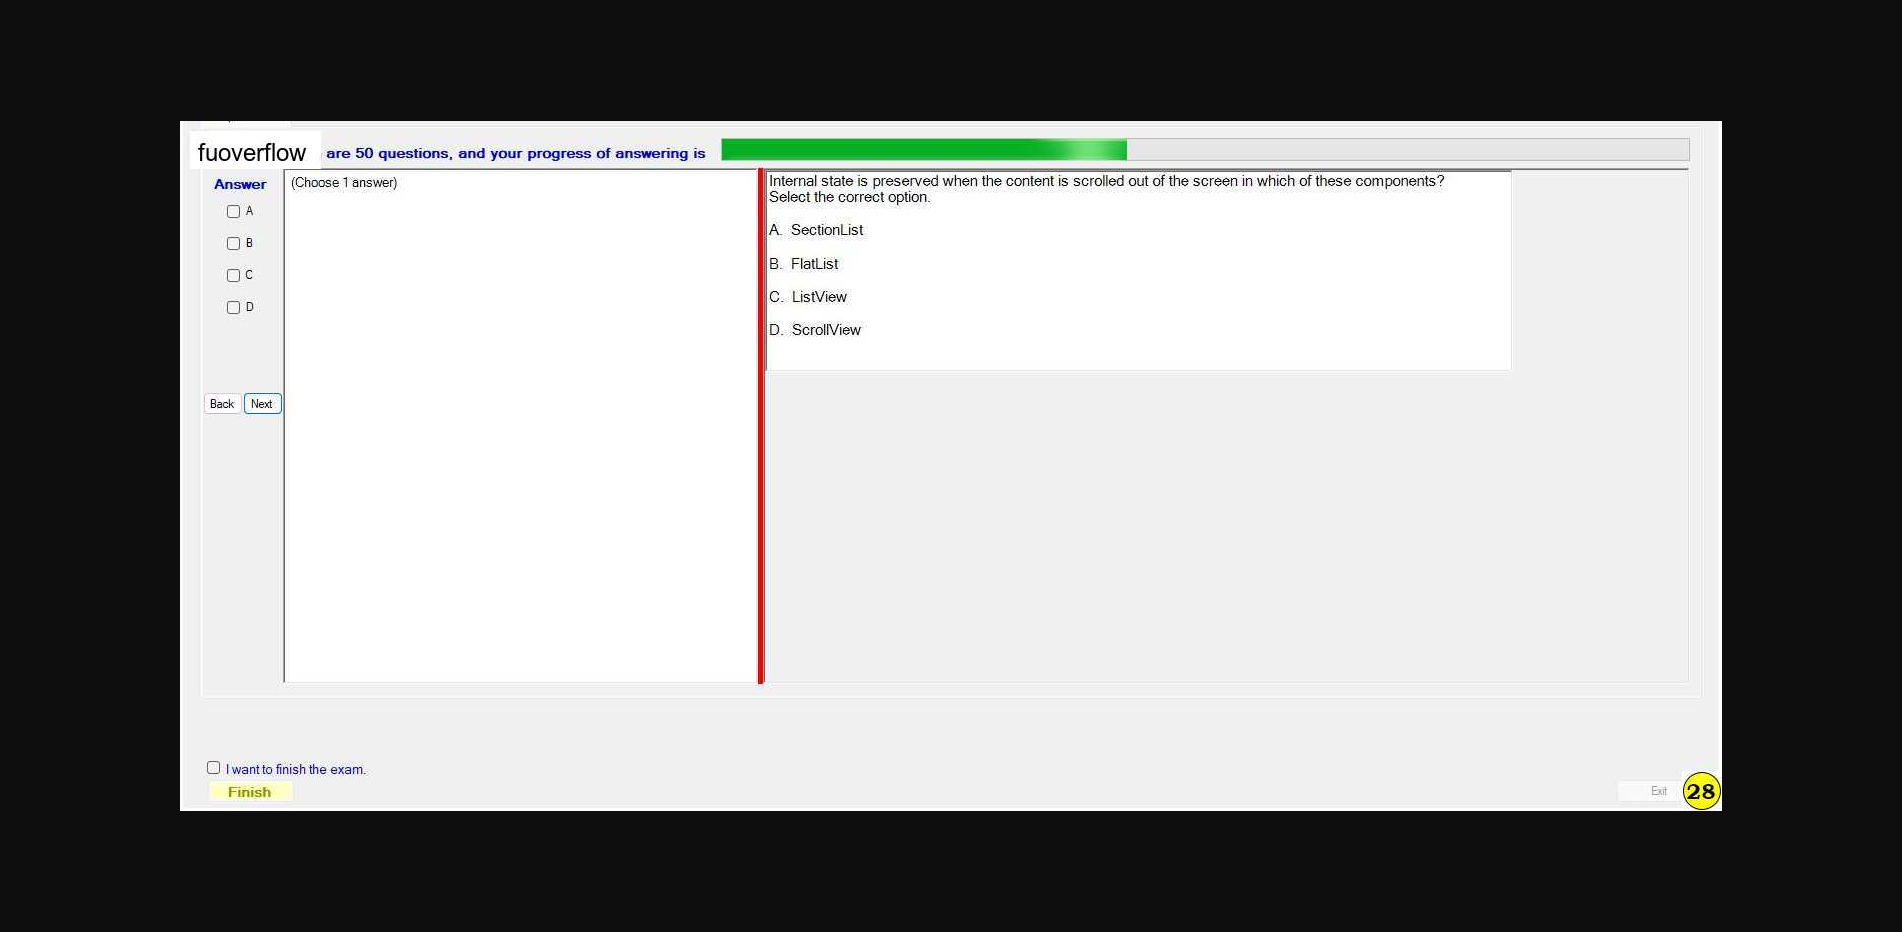 fuoverflow are 50 questions, and your progress of answering is
Answer
(Choose 1 answer)
A
B
C
D
Back Next
Internal state is preserved when the content is scrolled out of the screen in which of these components?
Select the correct option.
A. SectionList
B. FlatList
C. ListView
D. ScrollView
I want to finish the exam.
Finish
Exit
28